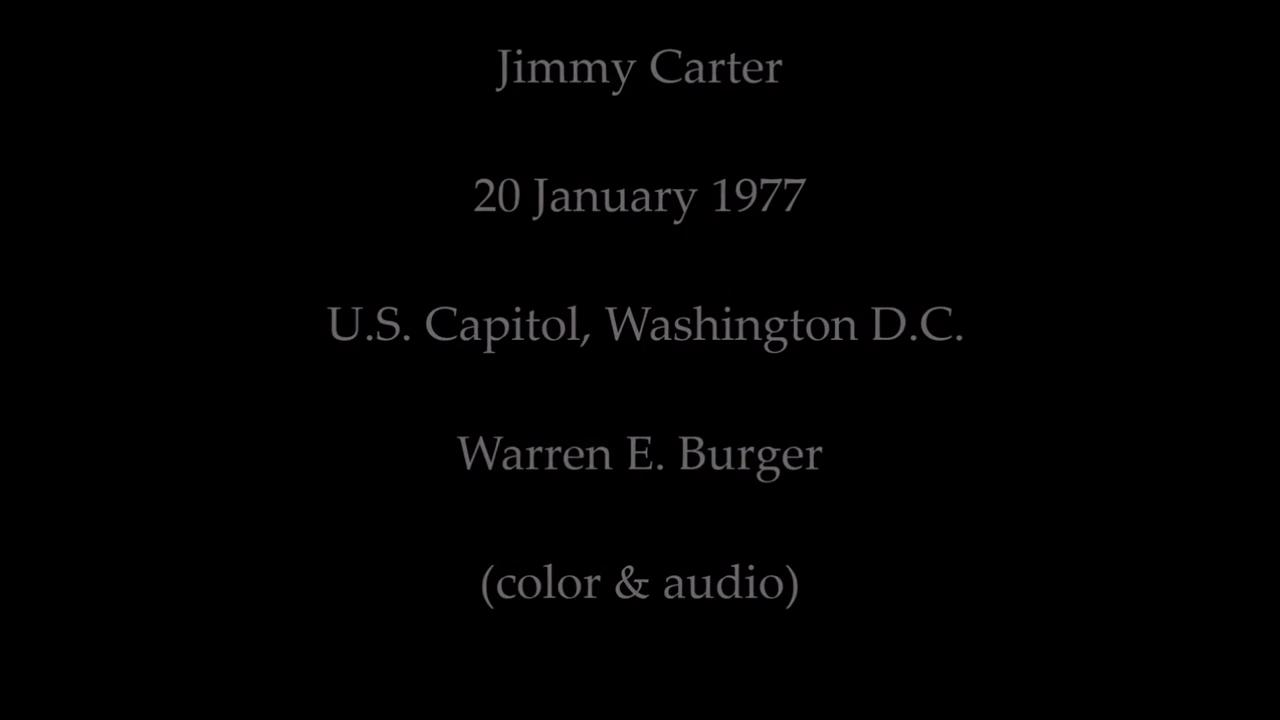 Jimmy Carter
20 January 1977
U.S. Capitol, Washington D.C.
Warren E. Burger
(color & audio)